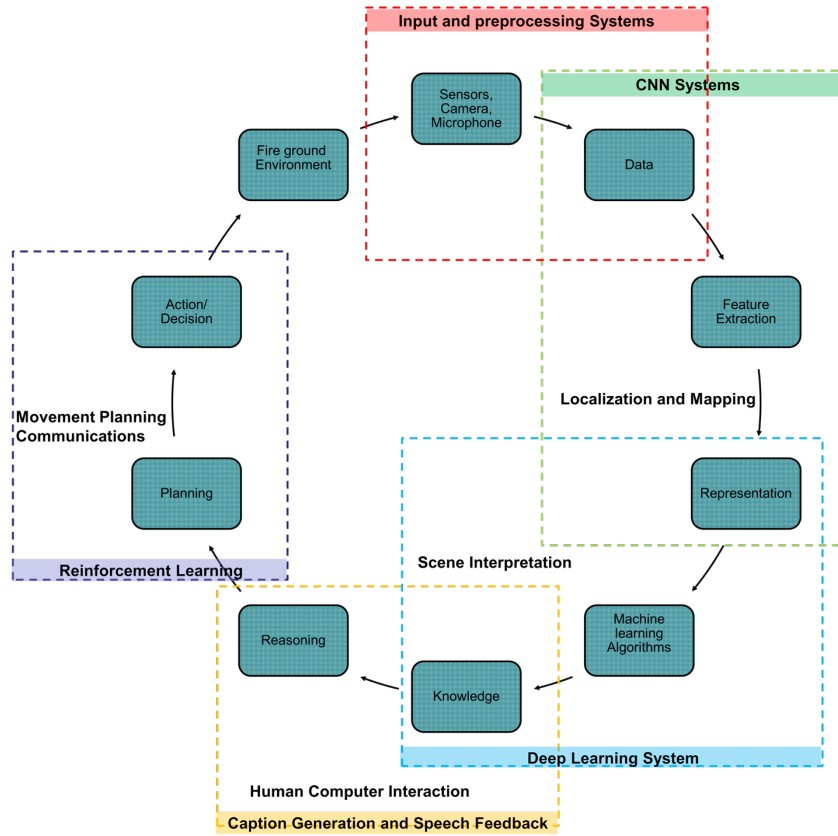 Input and preprocessing Systems
CNN Systems
Sensors,
Camera,
Microphone
Fire ground
Environment
Data
Action/
Decision
Feature
Extraction
Localization and Mapping
Movement Planning
Communications
Planning
Representation
Scene Interpretation
Reinforcement Learning
Machine
learning
Algorithms
Reasoning
Knowledge
Deep Learning System
Human Computer Interaction
Caption Generation and Speech Feedback